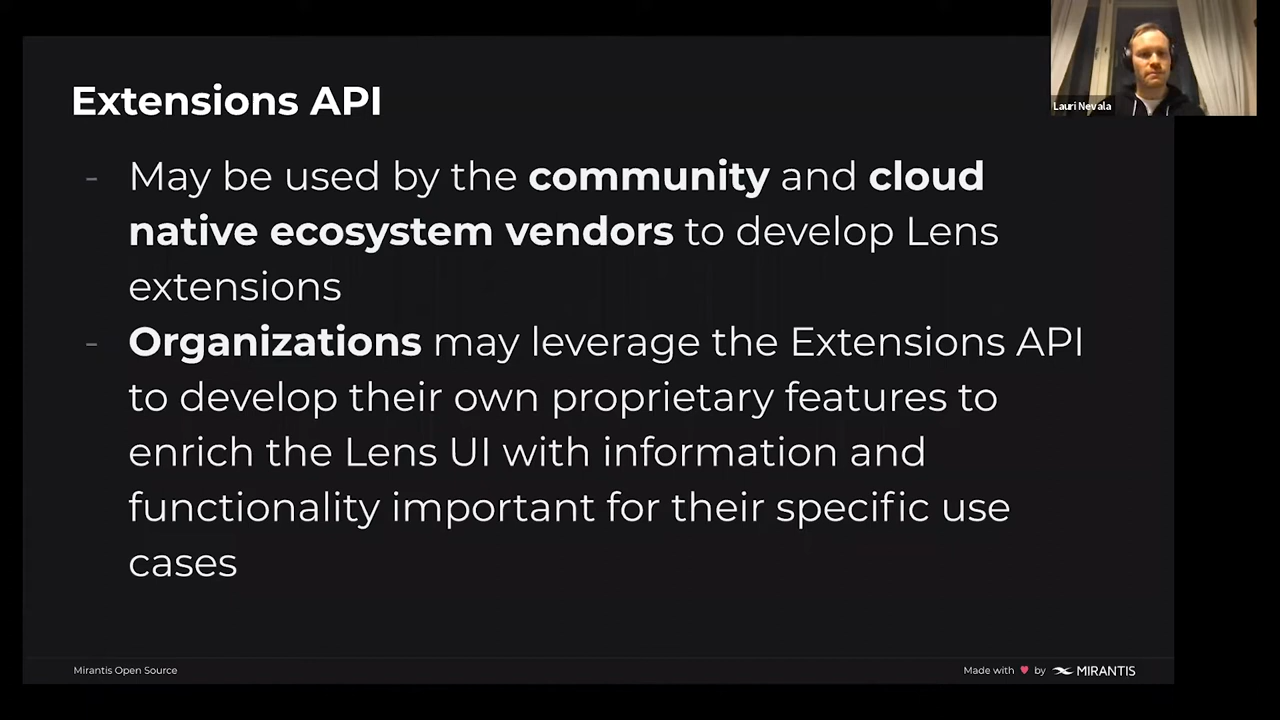 Extensions API
Lauri Nevala
- May be used by the community and cloud
native ecosystem vendors to develop Lens
extensions
- Organizations may leverage the Extensions API
to develop their own proprietary features to
enrich the Lens UI with information and
functionality important for their specific use
cases
Mirantis Open Source
Made with ♥ by MIRANTIS